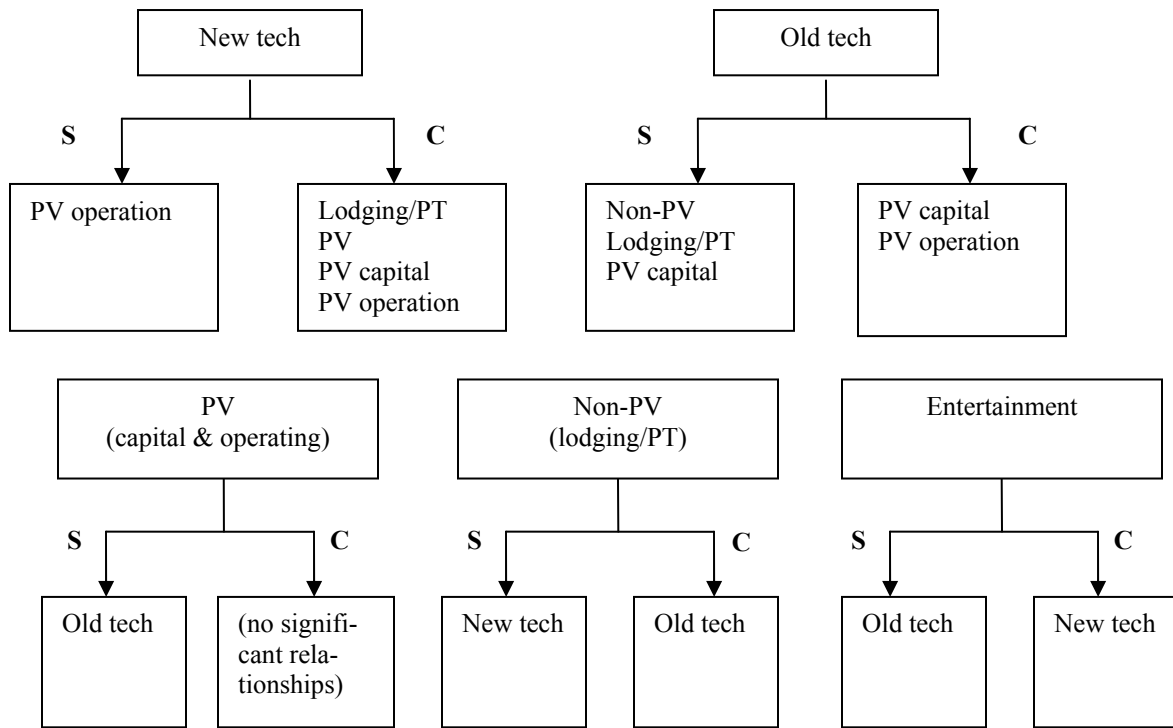 New tech
Old tech
S
C
S
C
PV operation
Lodging/PT
PV
PV capital
PV operation
Non-PV
Lodging/PT
PV capital
PV capital
PV operation
PV
(capital & operating)
Non-PV
(lodging/PT)
Entertainment
S
C
S
C
S
C
Old tech
(no signifi-
cant rela-
tionships)
New tech
Old tech
Old tech
New tech